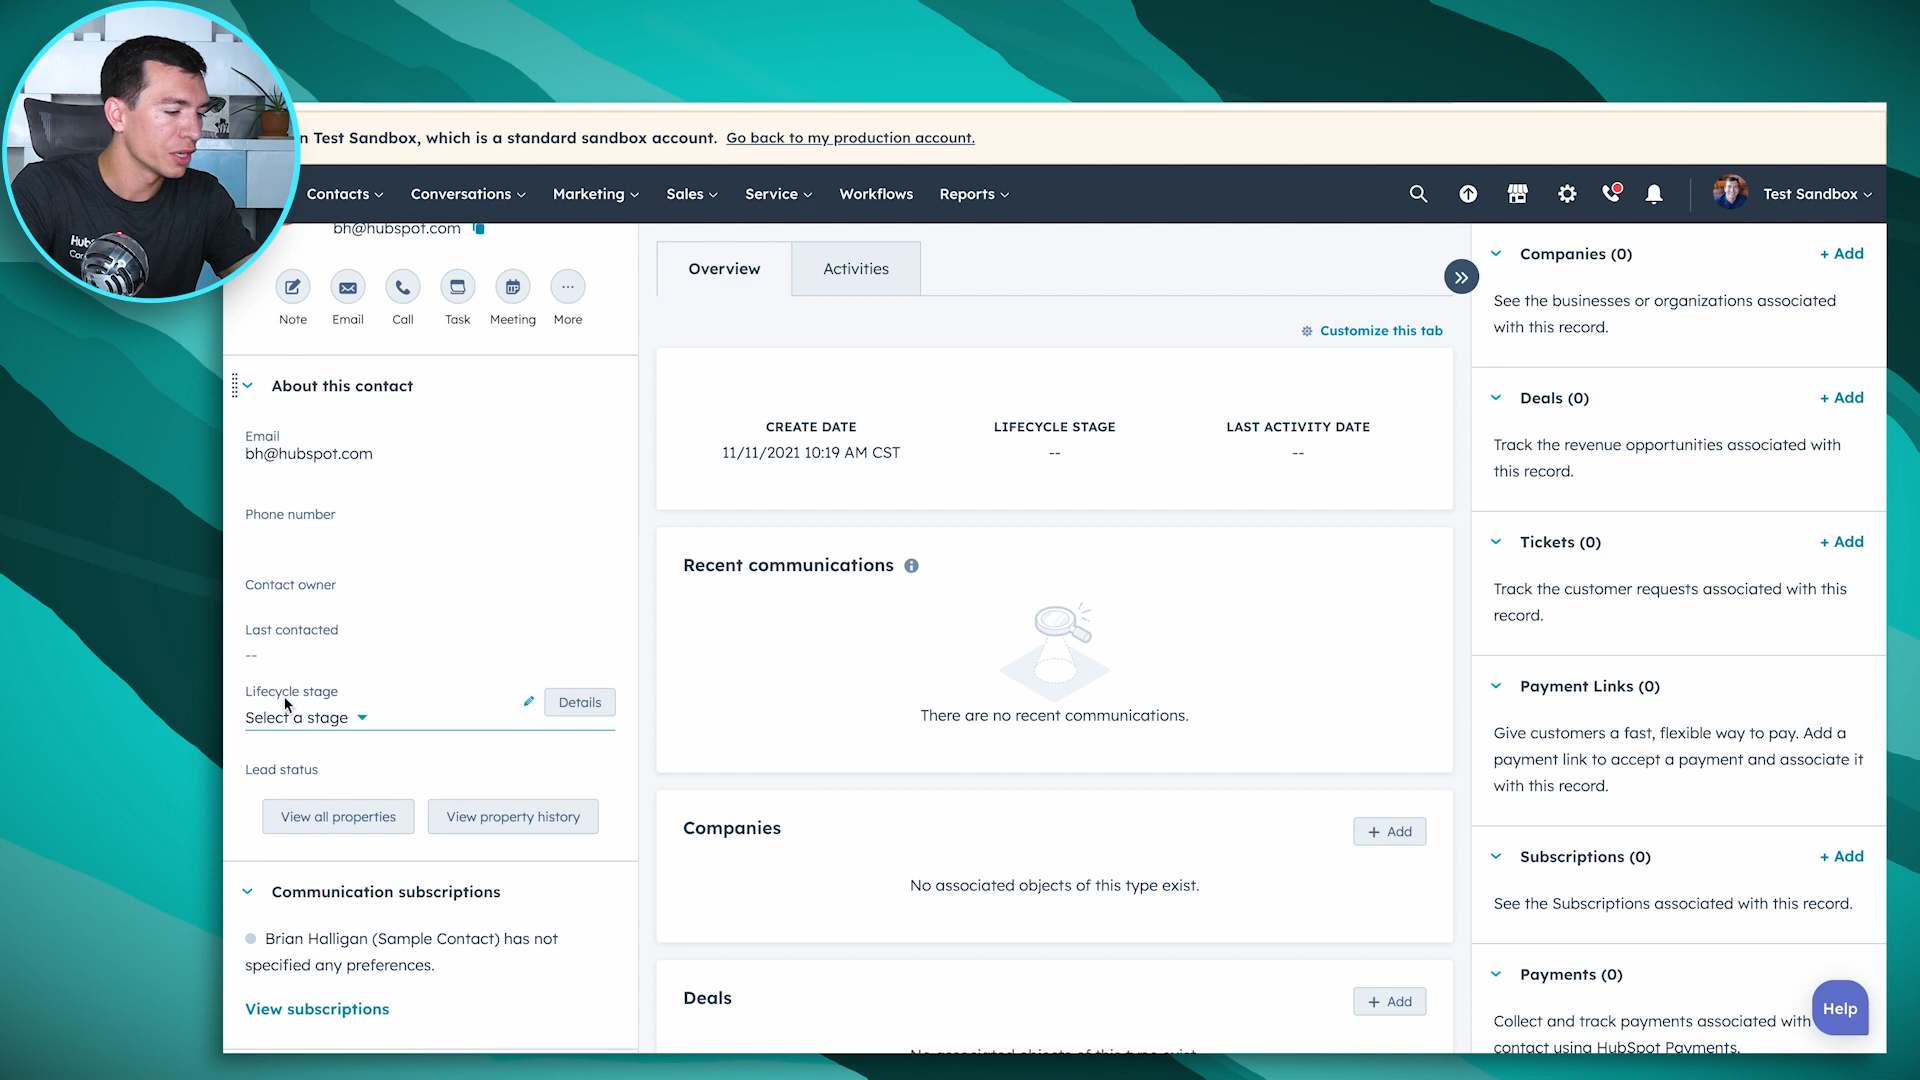 n Test Sandbox, which is a standard sandbox account. Go back to my production account.
Contacts Conversations Marketing Sales Service Workflows Reports Test Sandbox
Hub
bh@hubspot.com
Note Email Call Task Meeting More
About this contact
Email
bh@hubspot.com
Phone number
Contact owner
Last contacted
--
Lifecycle stage
Select a stage
Details
Lead status
View all properties View property history
Communication subscriptions
Brian Halligan (Sample Contact) has not
specified any preferences.
View subscriptions
Overview Activities
Customize this tab
CREATE DATE LIFECYCLE STAGE LAST ACTIVITY DATE
11/11/2021 10:19 AM CST -- --
Recent communications
There are no recent communications.
Companies
+ Add
No associated objects of this type exist.
Deals
+ Add
No associated objects of this type exist.
Companies (0) + Add
See the businesses or organizations associated
with this record.
Deals (0) + Add
Track the revenue opportunities associated with
this record.
Tickets (0) + Add
Track the customer requests associated with this
record.
Payment Links (0)
Give customers a fast, flexible way to pay. Add a
payment link to accept a payment and associate it
with this record.
Subscriptions (0) + Add
See the Subscriptions associated with this record.
Payments (0)
Collect and track payments associated with
contact using HubSpot Payments.
Help